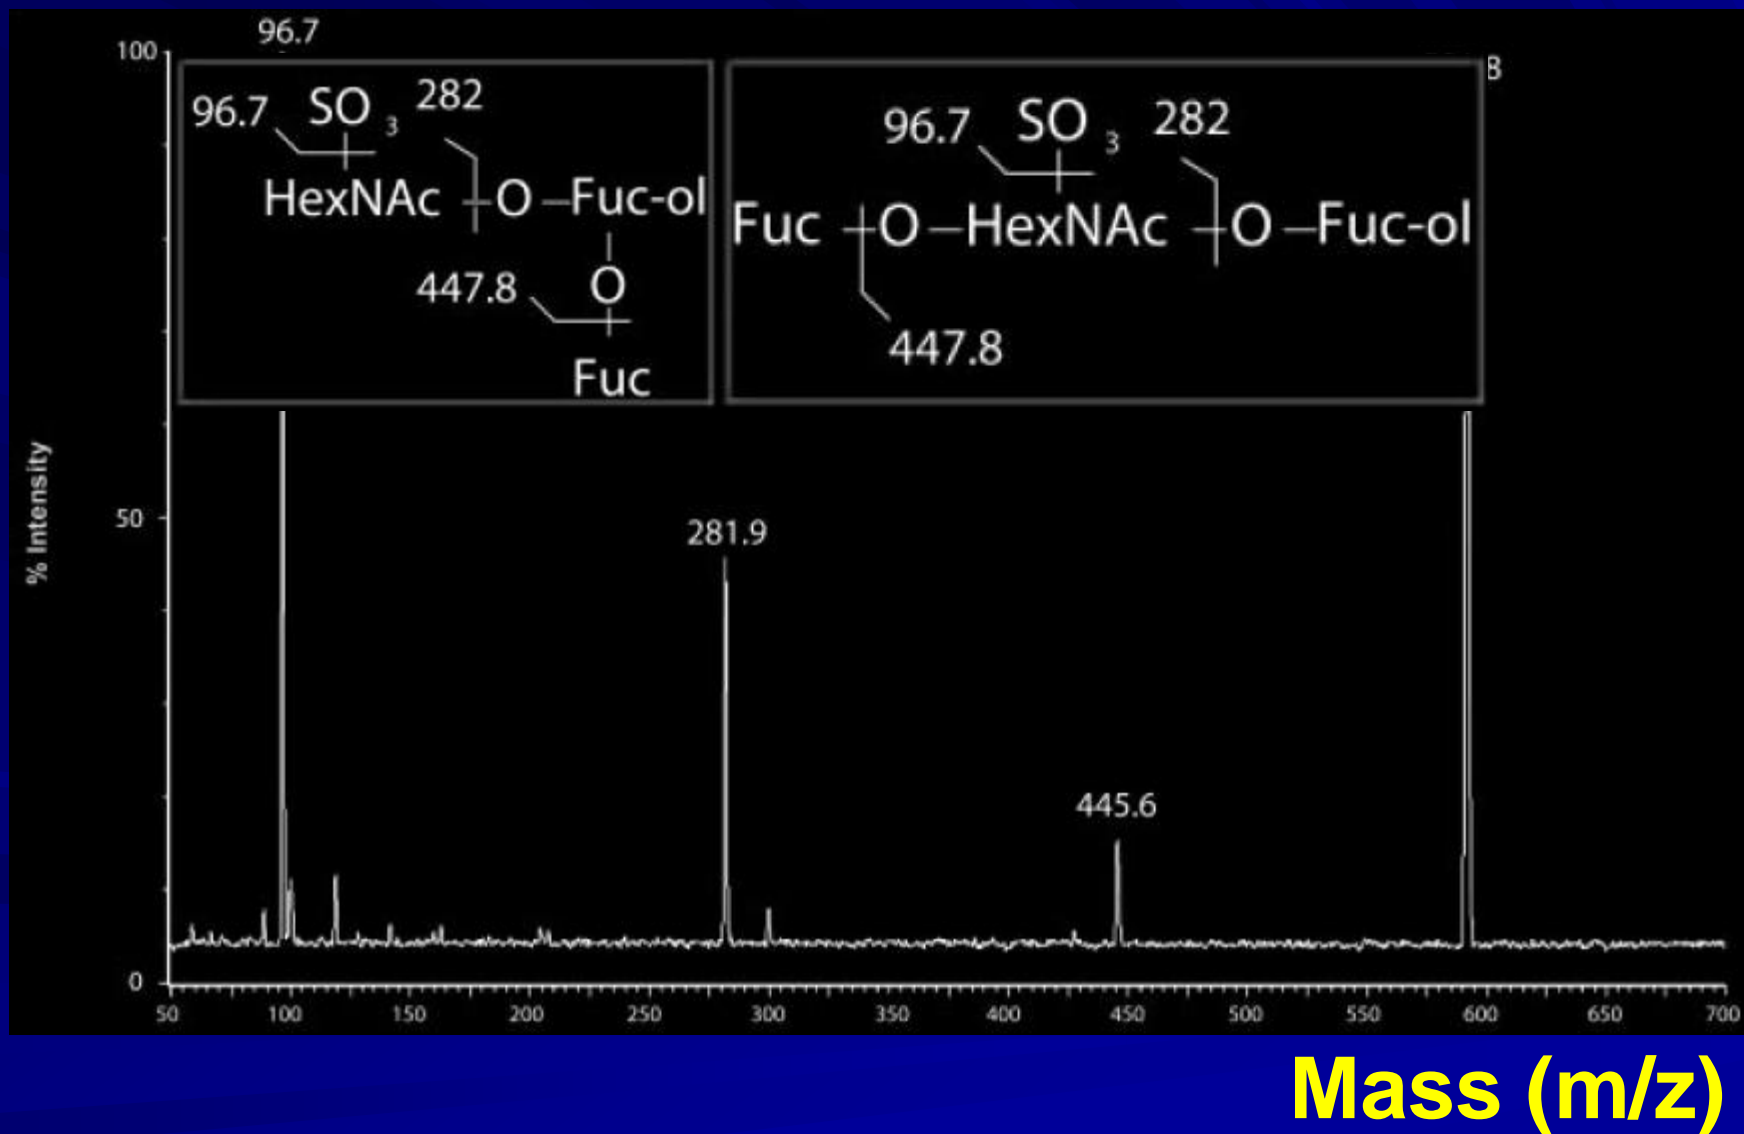 96.7
100
8
96.7 SO3 282
HexNAc O Fuc-ol
447.8 O
Fuc
96.7 SO3 282
Fuc O HexNAc O Fuc-ol
447.8
% Intensity
50
281.9
445.6
0
50 100 150 200 250 300 350 400 450 500 550 600 650 700
Mass (m/z)